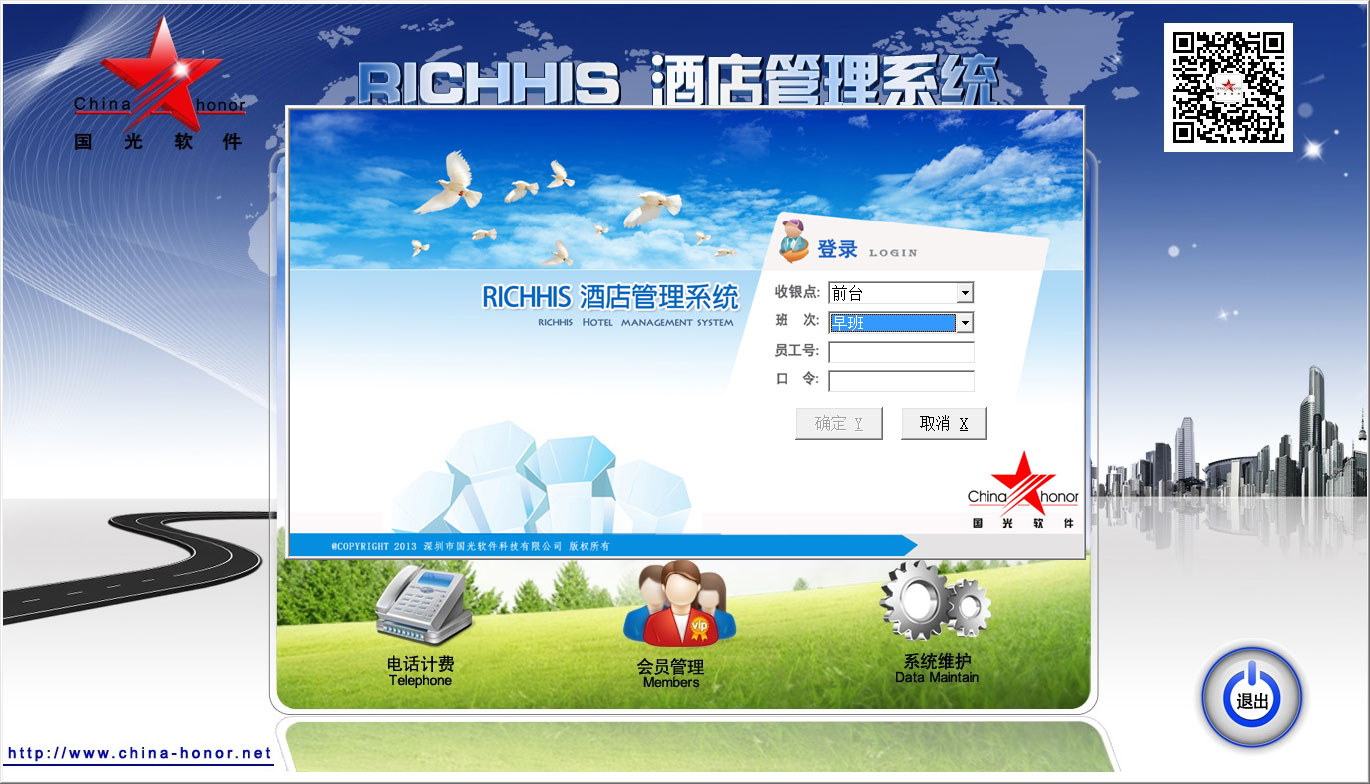 RICHHIS 酒店管理系统
China honor
国光软件
登录 LOGIN
收银点: 前台
RICHHIS 酒店管理系统
RICHHIS HOTEL MANAGEMENT SYSTEM
班 次: 早班
员工号:
口 令:
确定 Y
取消 X
China honor
国光软件
@COPYRIGHT 2013 深圳市国光软件科技有限公司 版权所有
电话计费
Telephone
会员管理
Members
vip
系统维护
Data Maintain
退出
http://www.china-honor.net